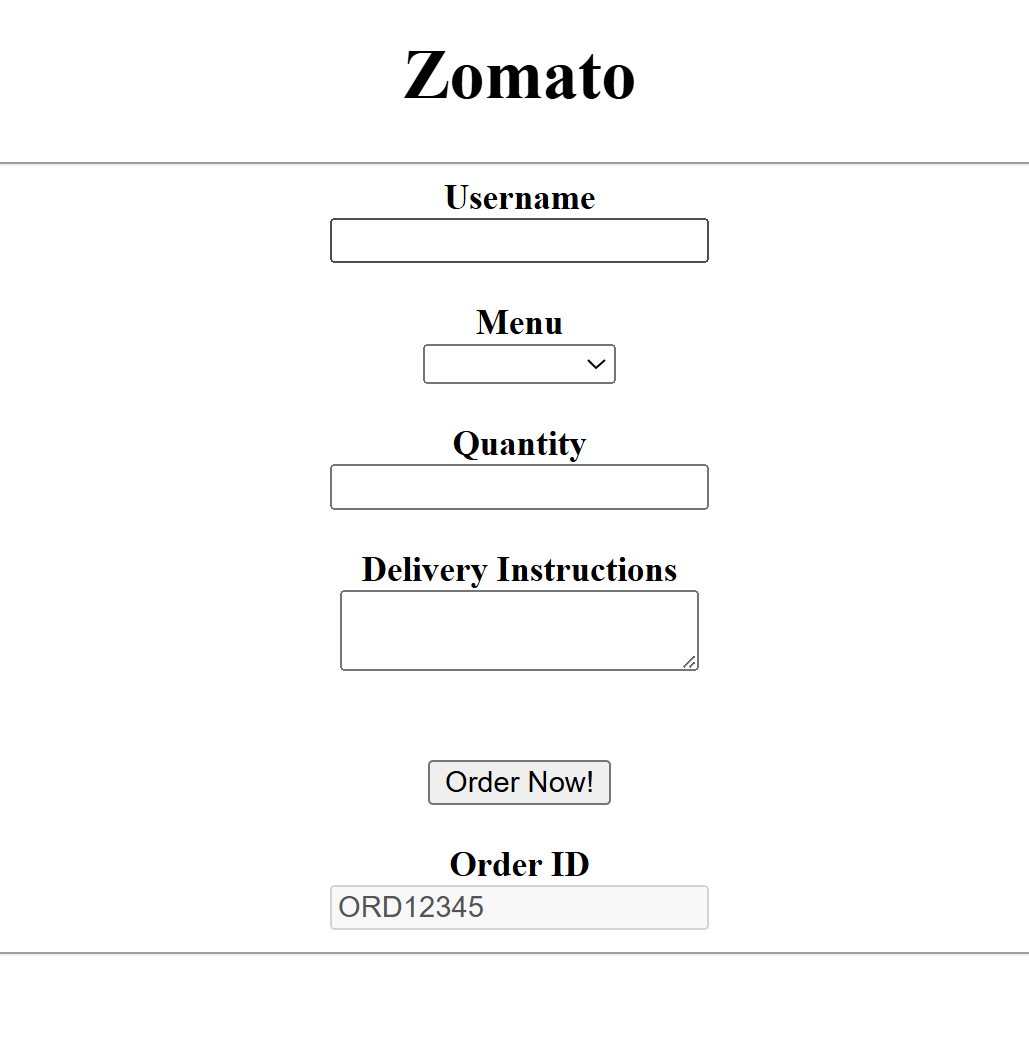 Zomato
Username
Menu
Quantity
Delivery Instructions
Order Now!
Order ID
ORD12345